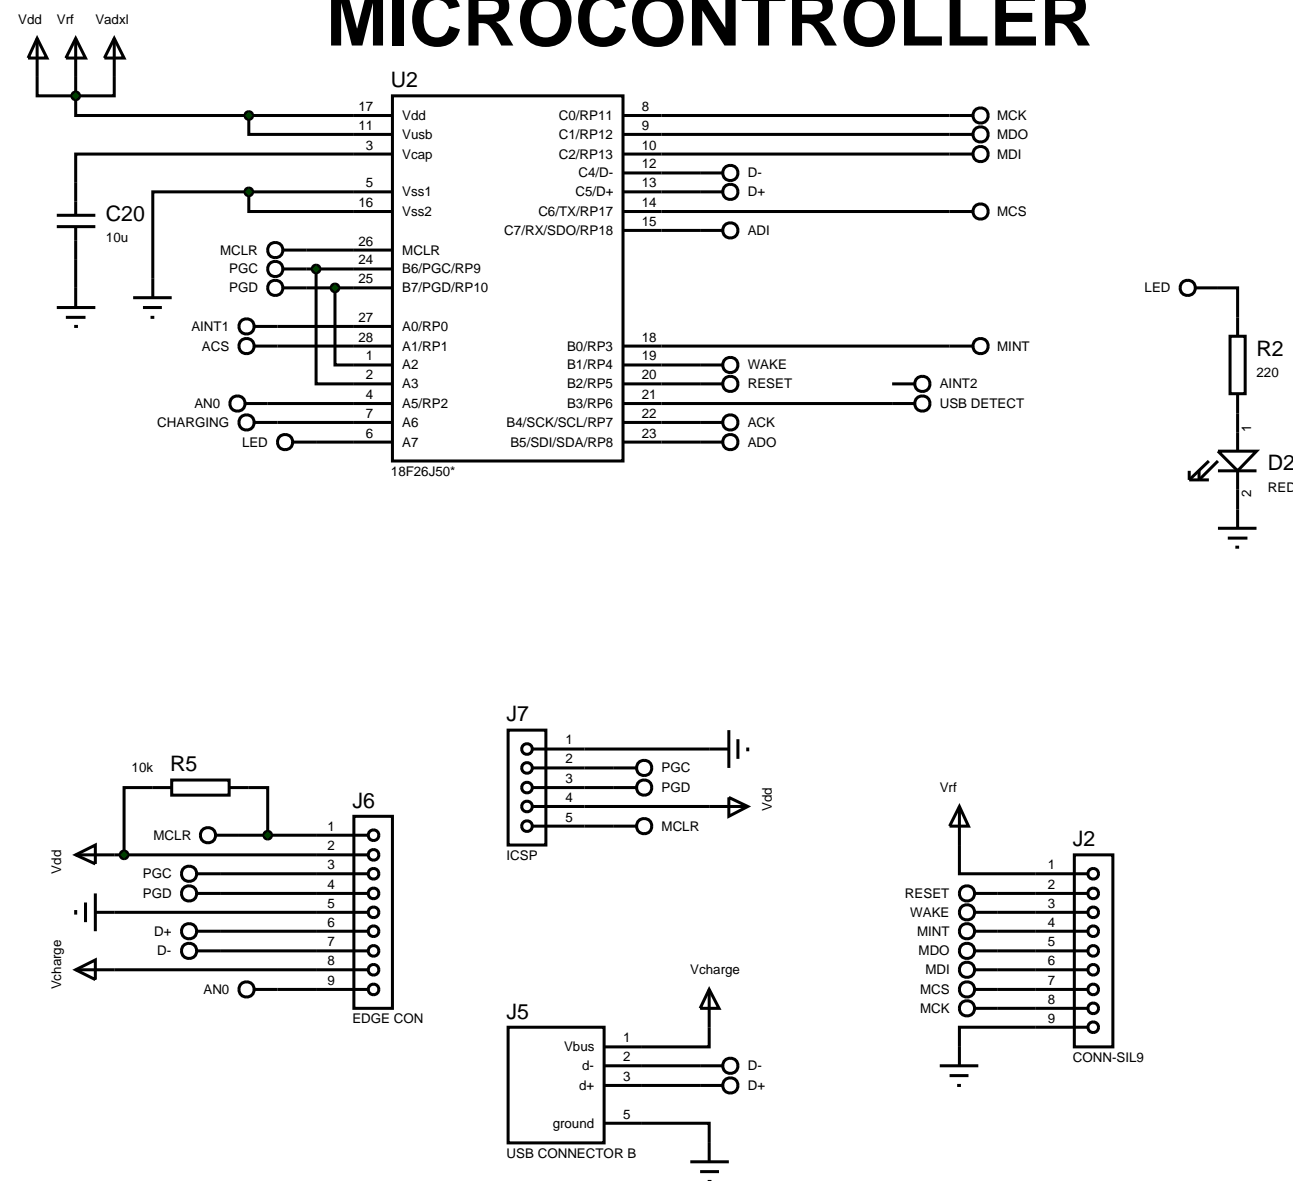 MICROCONTROLLER
Vdd Vrf Vadxl
U2
17 Vdd C0/RP11 8 MCK
11 Vusb C1/RP12 9 MDO
3 Vcap C2/RP13 10 MDI
C4/D- 12 D-
5 Vss1 C5/D+ 13 D+
16 Vss2 C6/TX/RP17 14 MCS
C7/RX/SDO/RP18 15 ADI
C20
10u
MCLR 26 MCLR
PGC 24 B6/PGC/RP9
PGD 25 B7/PGD/RP10
AINT1 27 A0/RP0
ACS 28 A1/RP1 B0/RP3 18 MINT
1 A2 B1/RP4 19 WAKE
2 A3 B2/RP5 20 RESET AINT2
AN0 4 A5/RP2 B3/RP6 21 USB DETECT
CHARGING 7 A6 B4/SCK/SCL/RP7 22 ACK
LED 6 A7 B5/SDI/SDA/RP8 23 ADO
18F26J50*
LED
R2
220
1
D2
2
RED
10k R5
J6
MCLR 1
Vdd 2
PGC 3
PGD 4
5
D+ 6
D- 7
Vcharge 8
AN0 9
EDGE CON
J7
1
2 PGC
3 PGD
4 Vdd
5 MCLR
ICSP
Vcharge
J5
Vbus 1
d- 2 D-
d+ 3 D+
ground 5
USB CONNECTOR B
Vrf
J2
1
RESET 2
WAKE 3
MINT 4
MDO 5
MDI 6
MCS 7
MCK 8
9
CONN-SIL9